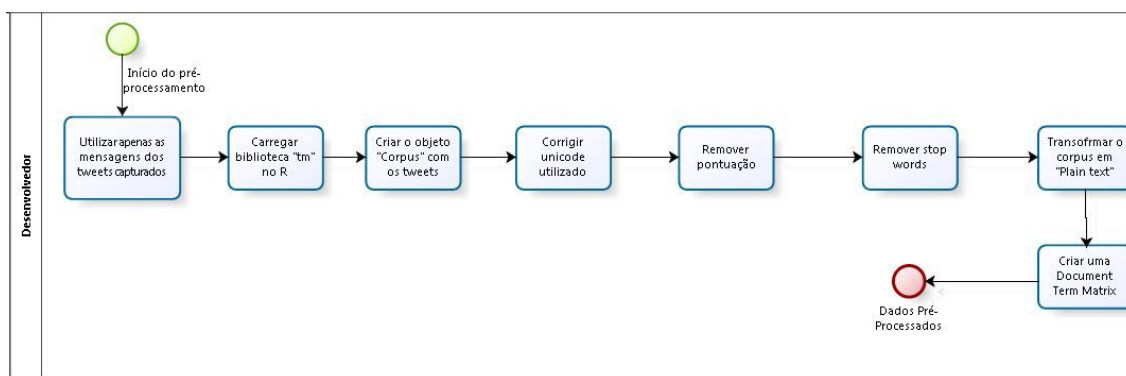 Desenvolvedor
Início do pré-
processamento
Utilizar apenas as
mensagens dos
tweets capturados
Carregar
biblioteca "tm"
no R
Criar o objeto
"Corpus" com
os tweets
Corrigir
unicode
utilizado
Remover
pontuação
Remover stop
words
Transofrmar o
corpus em
"Plain text"
Criar uma
Document
Term Matrix
Dados Pré-
Processados